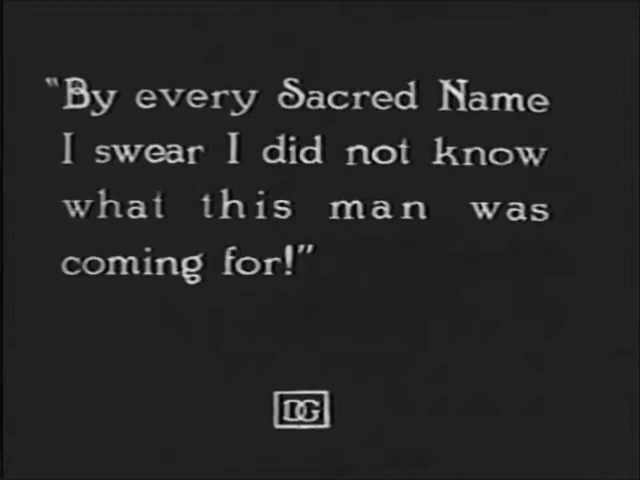 "By every Sacred Name
I swear I did not know
what this man was
coming for!"
DG